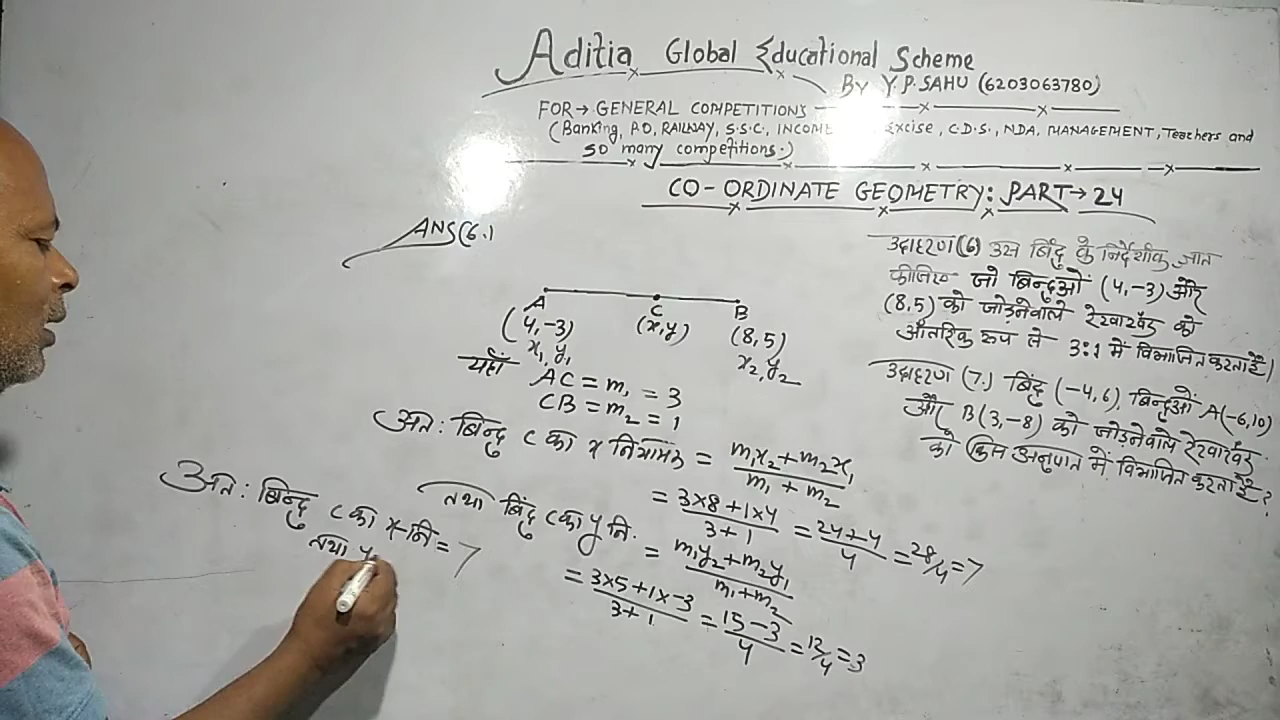 Aditia Global Educational Scheme
By Y.P. SAHU (6203063780)
FOR → GENERAL COMPETITIONS
(Banking, P.O, RAILWAY, S.S.C., INCOME Excise, C.D.S., NDA, MANAGEMENT, Teachers and
so many competitions.)
CO-ORDINATE GEOMETRY: PART → 24
उदाहरण (6) उस बिंदु के निर्देशांक ज्ञात
कीजिए जो बिन्दुओं (4,-3) और
(8,5) को जोड़नेवाले रेखाखंड को
आंतरिक रूप से 3:1 में विभाजित करता है।
उदाहरण (7.) बिंदु (-4,6), बिन्दुओं A(-6,10)
और B(3,-8) को जोड़नेवाले रेखाखंड
को किस अनुपात में विभाजित करता है?
ANS(6.)
A C B
(4,-3) (x,y) (8,5)
x₁, y₁ x₂, y₂
यहाँ AC = m₁ = 3
CB = m₂ = 1
अतः बिन्दु C का x नियामक = m₁x₂+m₂x₁ / m₁+m₂
= 3×8+1×4 / 3+1 = 24+4 / 4 = 28/4 = 7
तथा बिंदु C का y नि. = m₁y₂+m₂y₁ / m₁+m₂
= 3×5+1×-3 / 3+1 = 15-3 / 4 = 12/4 = 3
अतः बिन्दु C का x-नि = 7
तथा y